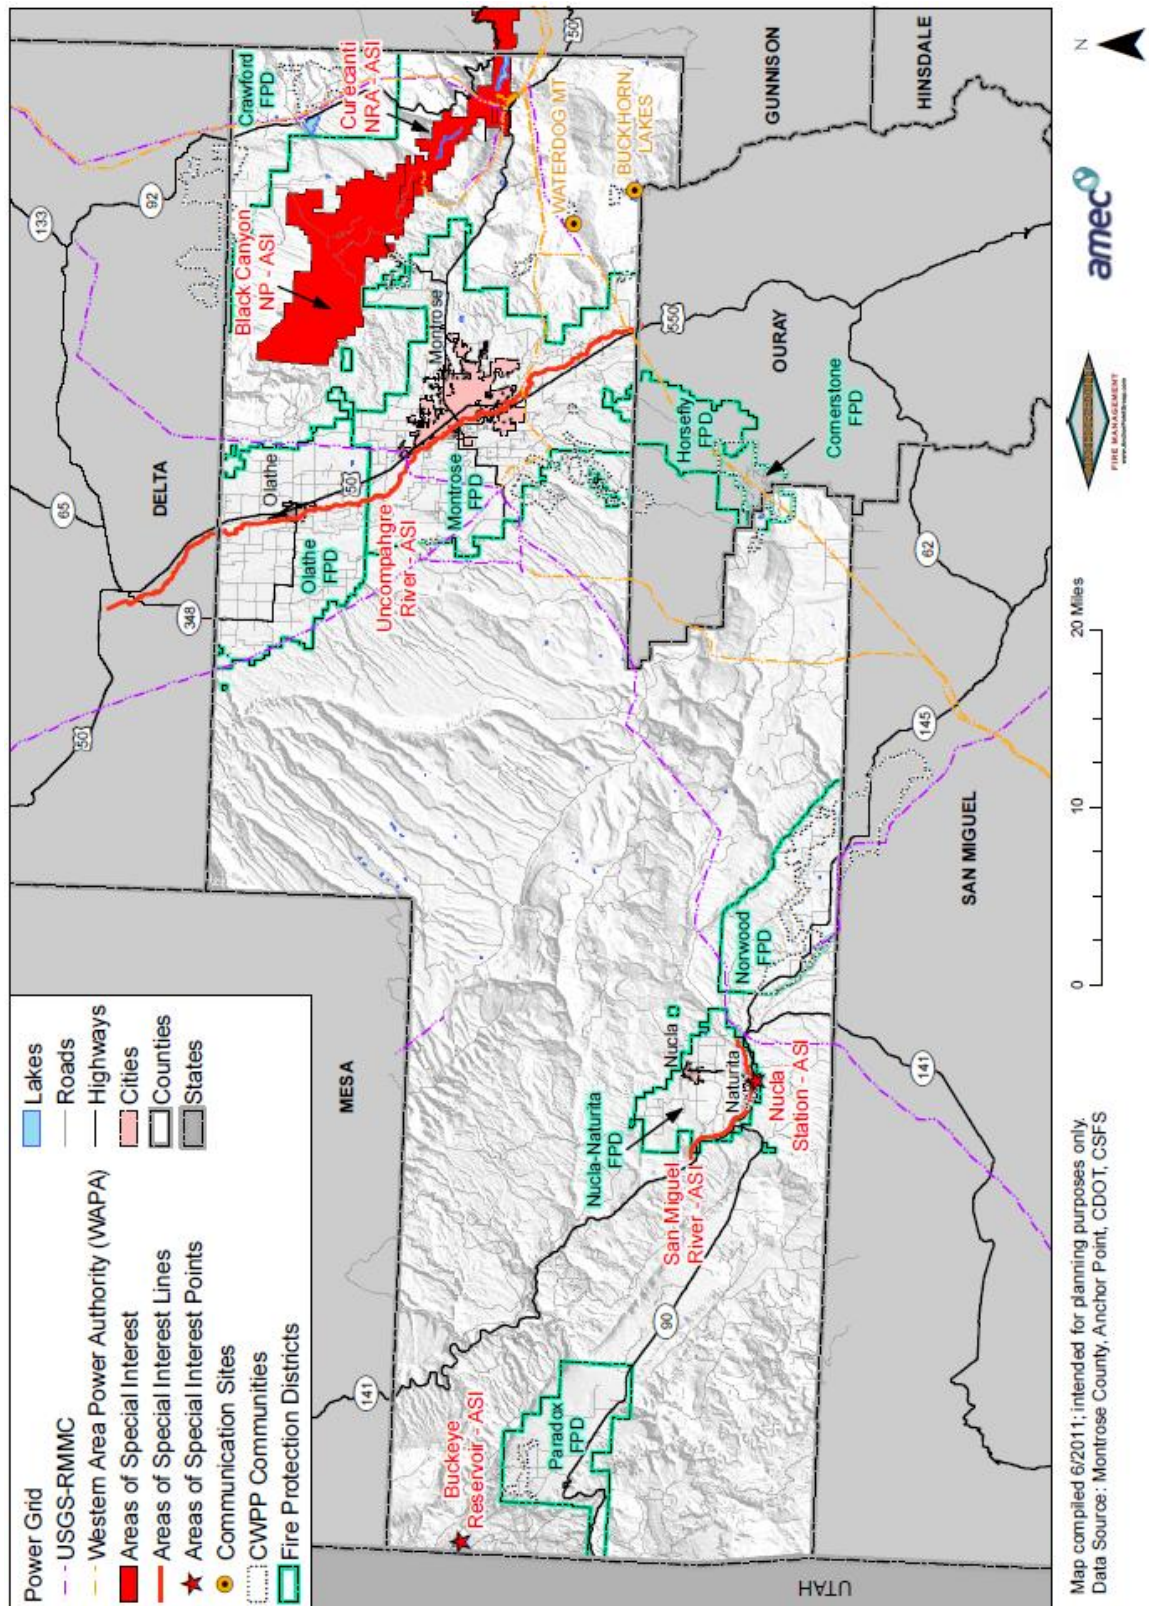 Power Grid
USGS-RMMC
Western Area Power Authority (WAPA)
Areas of Special Interest
Areas of Special Interest Lines
Areas of Special Interest Points
Communication Sites
CWPP Communities
Fire Protection Districts
Lakes
Roads
Highways
Cities
Counties
States
MESA
DELTA
GUNNISON
HINSDALE
OURAY
SAN MIGUEL
UTAH
50
348
65
133
92
50
50
550
62
145
141
141
90
Crawford
FPD
Curecanti
NRA - ASI
Black Canyon
NP - ASI
WATERDOG MT
BUCKHORN
LAKES
Montrose
Olathe
Olathe
FPD
Montrose
FPD
Uncompahgre
River - ASI
Horsefly
FPD
Cornerstone
FPD
Norwood
FPD
Nucla
Naturita
Nucla
Station - ASI
Nucla-Naturita
FPD
San Miguel
River - ASI
Paradox
FPD
Buckeye
Reservoir - ASI
0 10 20 Miles
Map compiled 6/2011; intended for planning purposes only.
Data Source: Montrose County, Anchor Point, CDOT, CSFS
FIRE MANAGEMENT
amec
N